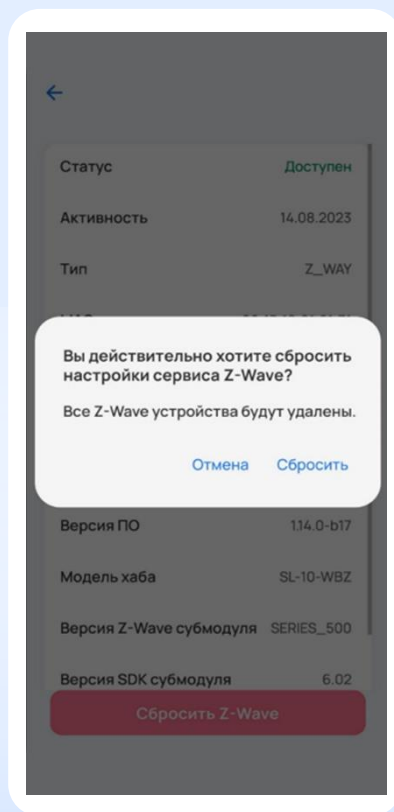 Статус Доступен
Активность 14.08.2023
Тип Z_WAY
Вы действительно хотите сбросить
настройки сервиса Z-Wave?
Все Z-Wave устройства будут удалены.
Отмена Сбросить
Версия ПО 1.14.0-b17
Модель хаба SL-10-WBZ
Версия Z-Wave субмодуля SERIES_500
Версия SDK субмодуля 6.02
Сбросить Z-Wave